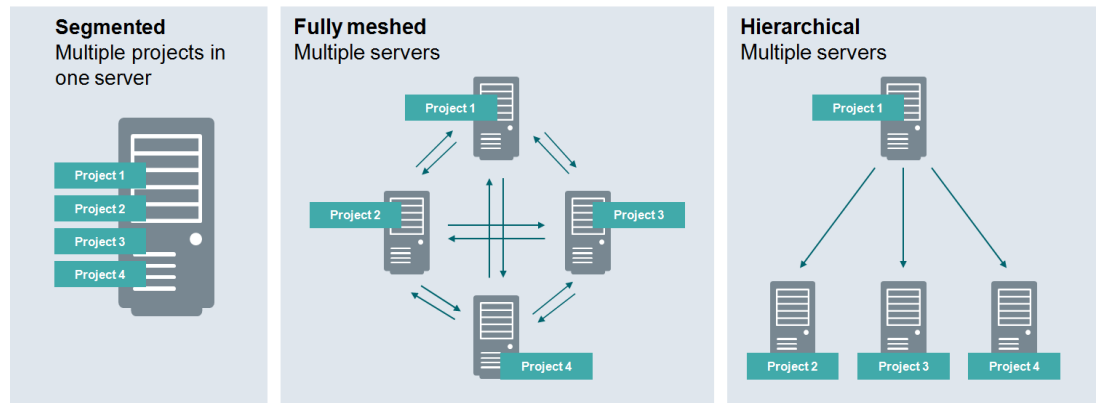 Segmented
Multiple projects in
one server
Project 1
Project 2
Project 3
Project 4
Fully meshed
Multiple servers
Project 1
Project 2
Project 3
Project 4
Hierarchical
Multiple servers
Project 1
Project 2
Project 3
Project 4